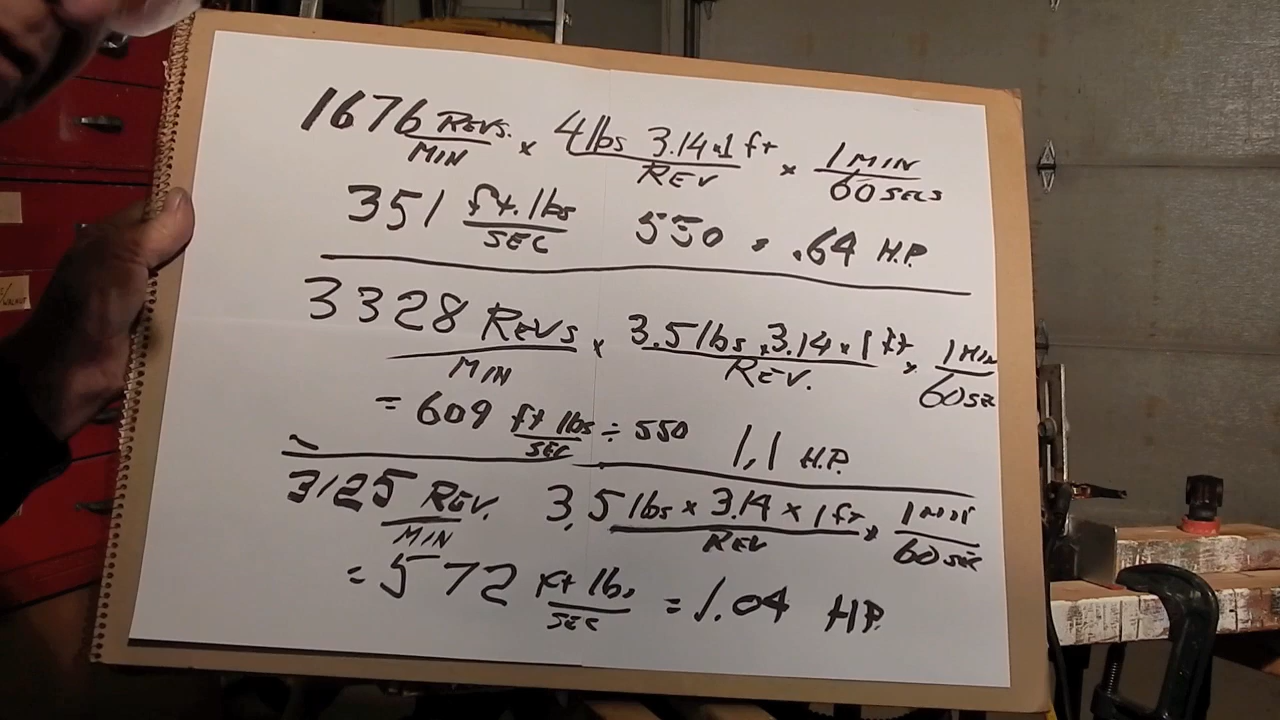 1676 REVS. / MIN × 4 lbs 3.14 × 1 ft / REV × 1 MIN / 60 SECS
351 ft. lbs / SEC 550 = .64 H.P.
3328 REVS / MIN × 3.5 lbs × 3.14 × 1 ft / REV. × 1 MIN / 60 SEC
= 609 ft lbs / SEC ÷ 550 1.1 H.P.
3125 REV. / MIN 3.5 lbs × 3.14 × 1 ft / REV × 1 MIN / 60 SEC
= 572 ft lbs / SEC = 1.04 H.P.